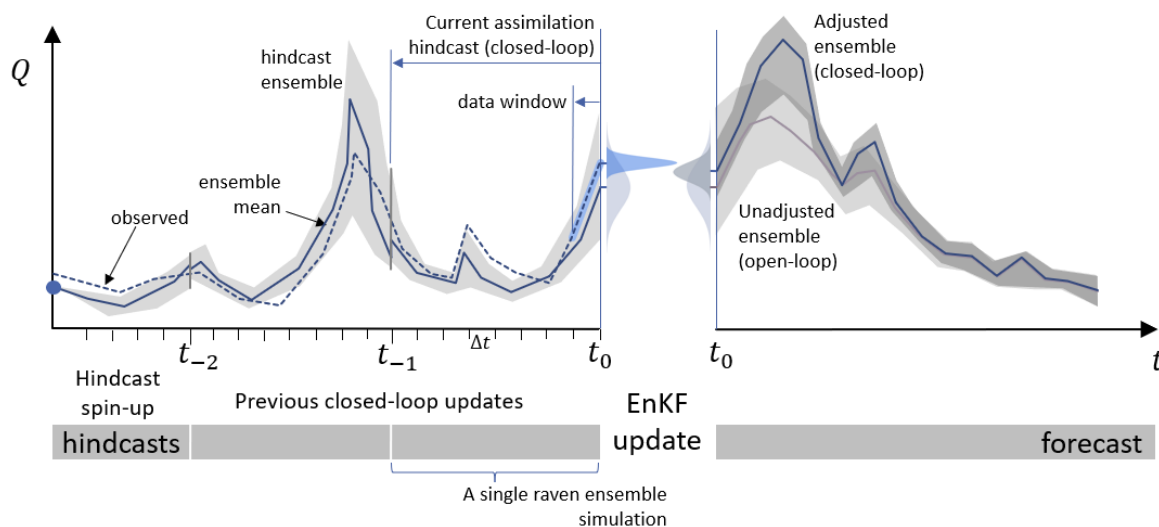 Q
observed
ensemble
mean
hindcast
ensemble
Current assimilation
hindcast (closed-loop)
data window
Adjusted
ensemble
(closed-loop)
Unadjusted
ensemble
(open-loop)
t₋₂
t₋₁
Δt
t₀
t₀
t
Hindcast
spin-up
Previous closed-loop updates
EnKF
update
hindcasts
forecast
A single raven ensemble
simulation